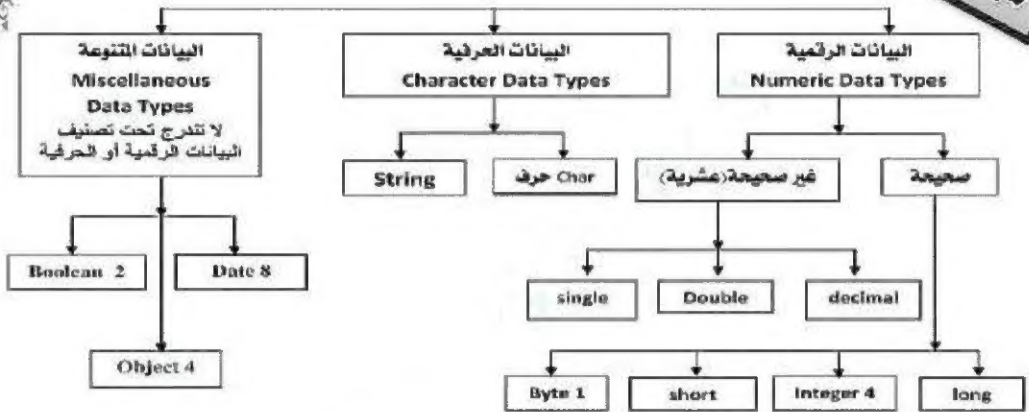 البيانات الرقمية
Numeric Data Types
البيانات الحرفية
Character Data Types
البيانات المتنوعة
Miscellaneous
Data Types
لا تندرج تحت تصنيف
البيانات الرقمية أو الحرفية
صحيحة
غير صحيحة(عشرية)
Char حرف
String
Boolean 2
Date 8
Object 4
single
Double
decimal
Byte 1
short
Integer 4
long